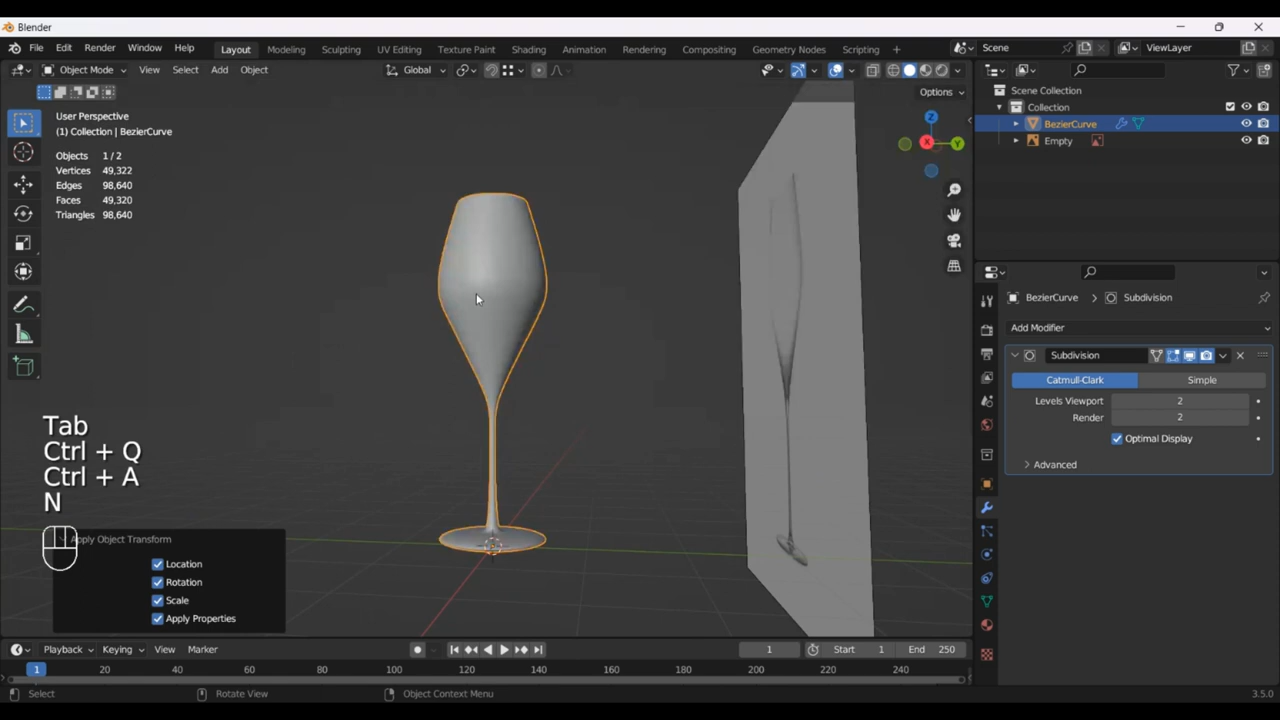 Blender
File Edit Render Window Help
Layout Modeling Sculpting UV Editing Texture Paint Shading Animation Rendering Compositing Geometry Nodes Scripting +
Scene ViewLayer
Object Mode View Select Add Object
Global
Options
User Perspective
(1) Collection | BezierCurve
Objects 1 / 2
Vertices 49,322
Edges 98,640
Faces 49,320
Triangles 98,640
Z
X
Y
Scene Collection
Collection
BezierCurve
Empty
BezierCurve > Subdivision
Add Modifier
Subdivision
Catmull-Clark Simple
Levels Viewport 2
Render 2
Optimal Display
Advanced
Tab
Ctrl + Q
Ctrl + A
N
Apply Object Transform
Location
Rotation
Scale
Apply Properties
Playback Keying View Marker
1 Start 1 End 250
1 20 40 60 80 100 120 140 160 180 200 220 240
Select Rotate View Object Context Menu 3.5.0